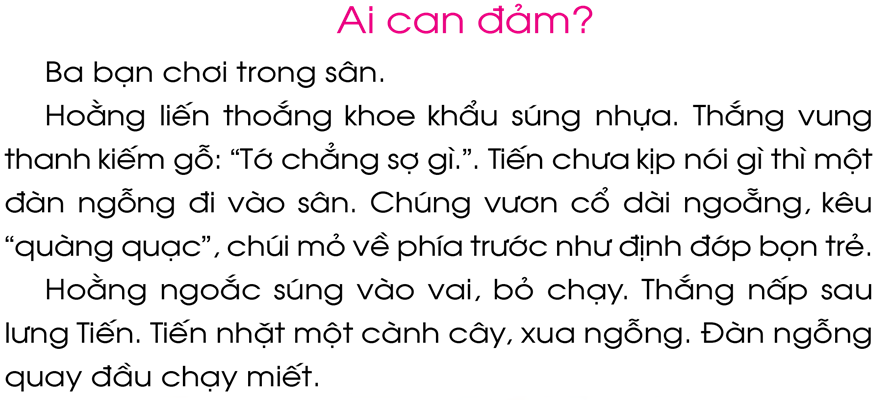 Ai can đảm?
Ba bạn chơi trong sân.
Hoằng liến thoắng khoe khẩu súng nhựa. Thắng vung
thanh kiếm gỗ: “Tớ chẳng sợ gì.”. Tiến chưa kịp nói gì thì một
đàn ngỗng đi vào sân. Chúng vươn cổ dài ngoẵng, kêu
“quàng quạc”, chúi mỏ về phía trước như định đớp bọn trẻ.
Hoằng ngoắc súng vào vai, bỏ chạy. Thắng nấp sau
lưng Tiến. Tiến nhặt một cành cây, xua ngỗng. Đàn ngỗng
quay đầu chạy miết.